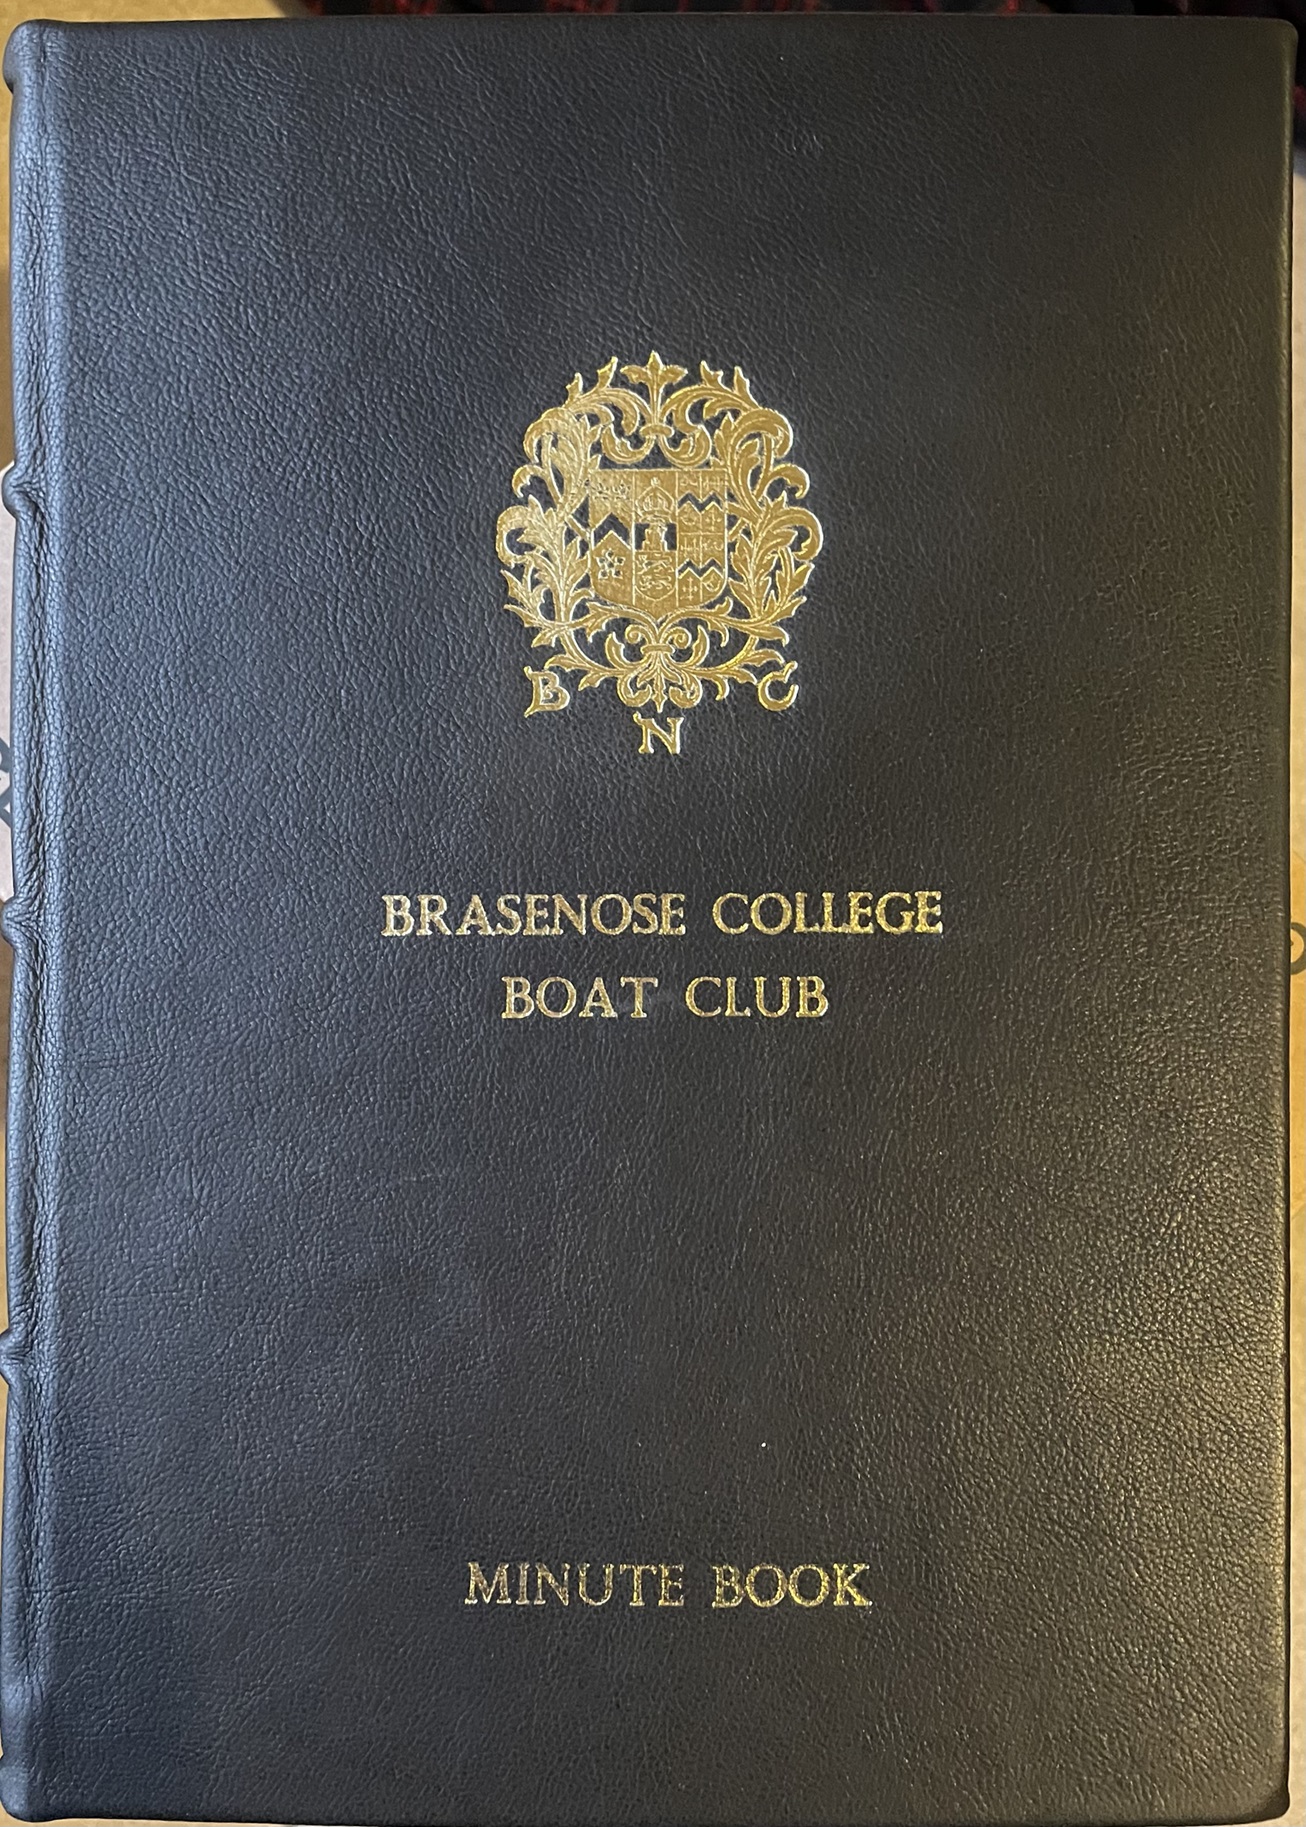 B C
N
BRASENOSE COLLEGE
BOAT CLUB
MINUTE BOOK